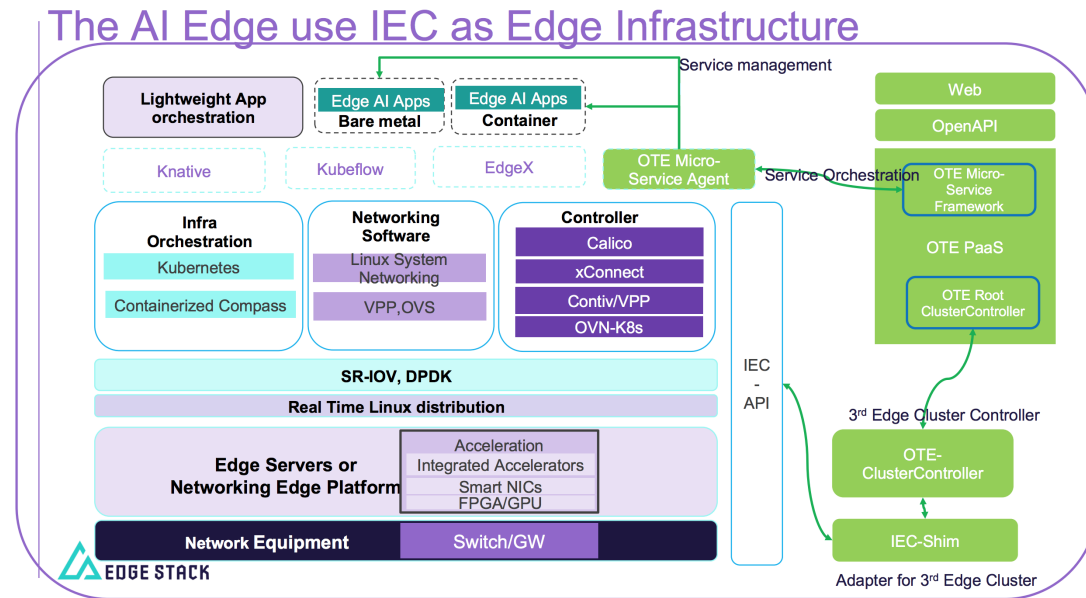 The AI Edge use IEC as Edge Infrastructure
Service management
Lightweight App
orchestration
Edge AI Apps
Bare metal
Edge AI Apps
Container
Web
OpenAPI
Knative
Kubeflow
EdgeX
OTE Micro-
Service Agent
Service Orchestration
OTE Micro-
Service
Framework
OTE PaaS
OTE Root
ClusterController
Infra
Orchestration
Kubernetes
Containerized Compass
Networking
Software
Linux System
Networking
VPP,OVS
Controller
Calico
xConnect
Contiv/VPP
OVN-K8s
IEC
-
API
SR-IOV, DPDK
Real Time Linux distribution
Edge Servers or
Networking Edge Platform
Acceleration
Integrated Accelerators
Smart NICs
FPGA/GPU
Network Equipment
Switch/GW
3rd Edge Cluster Controller
OTE-
ClusterController
IEC-Shim
Adapter for 3rd Edge Cluster
EDGE STACK